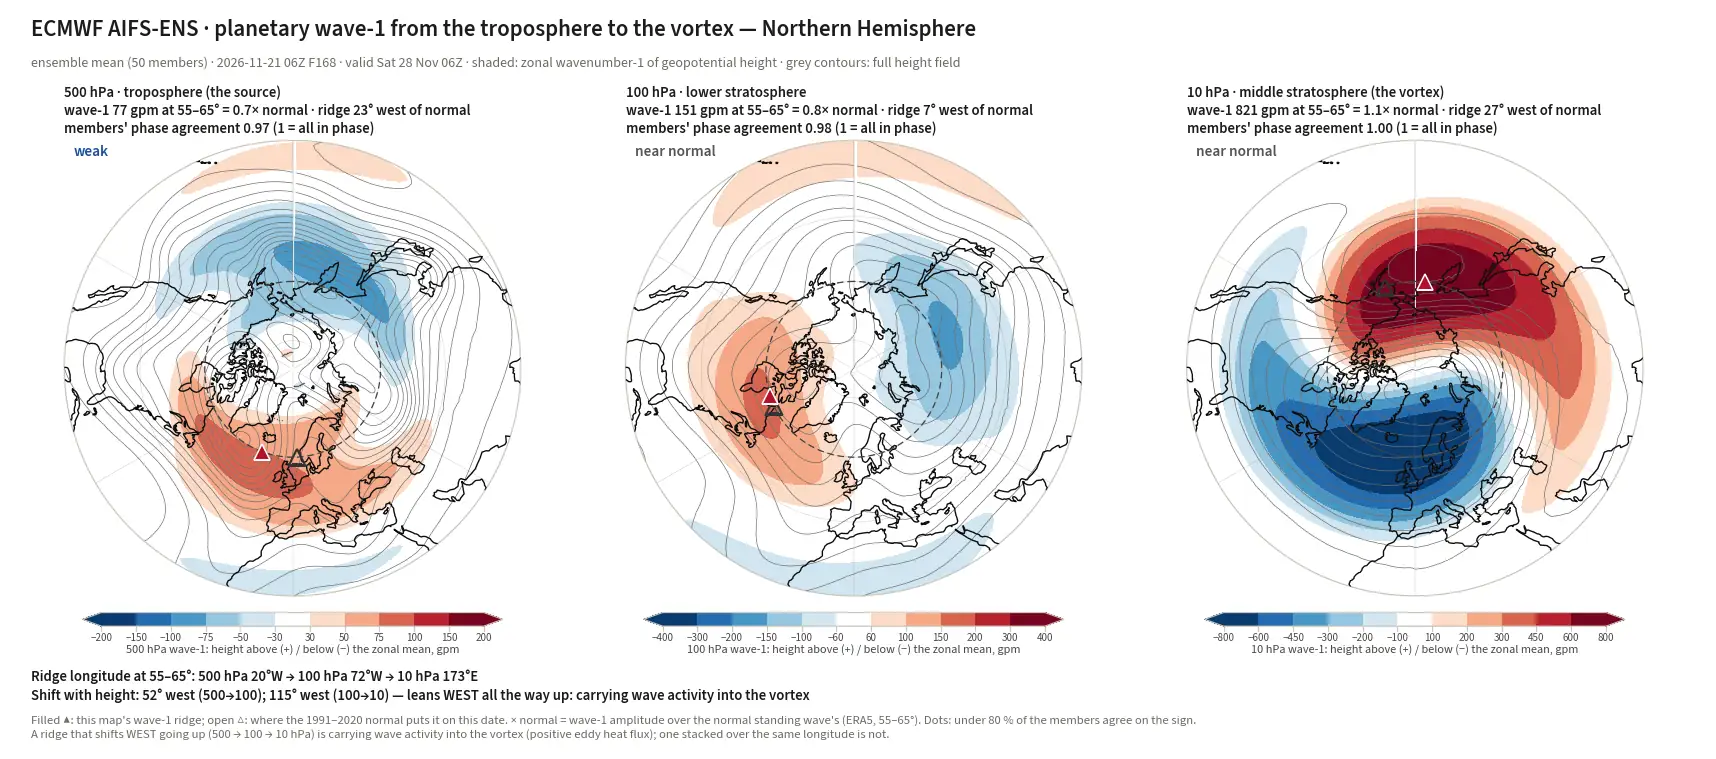 ECMWF AIFS-ENS · planetary wave-1 from the troposphere to the vortex — Northern Hemisphere
ensemble mean (50 members) · 2026-11-21 06Z F168 · valid Sat 28 Nov 06Z · shaded: zonal wavenumber-1 of geopotential height · grey contours: full height field
500 hPa · troposphere (the source)
wave-1 77 gpm at 55–65° = 0.7× normal · ridge 23° west of normal
members' phase agreement 0.97 (1 = all in phase)
weak
100 hPa · lower stratosphere
wave-1 151 gpm at 55–65° = 0.8× normal · ridge 7° west of normal
members' phase agreement 0.98 (1 = all in phase)
near normal
10 hPa · middle stratosphere (the vortex)
wave-1 821 gpm at 55–65° = 1.1× normal · ridge 27° west of normal
members' phase agreement 1.00 (1 = all in phase)
near normal
−200 −150 −100 −75 −50 −30 30 50 75 100 150 200
500 hPa wave-1: height above (+) / below (−) the zonal mean, gpm
−400 −300 −200 −150 −100 −60 60 100 150 200 300 400
100 hPa wave-1: height above (+) / below (−) the zonal mean, gpm
−800 −600 −450 −300 −200 −100 100 200 300 450 600 800
10 hPa wave-1: height above (+) / below (−) the zonal mean, gpm
Ridge longitude at 55–65°: 500 hPa 20°W → 100 hPa 72°W → 10 hPa 173°E
Shift with height: 52° west (500→100); 115° west (100→10) — leans WEST all the way up: carrying wave activity into the vortex
Filled ▲: this map's wave-1 ridge; open △: where the 1991–2020 normal puts it on this date. × normal = wave-1 amplitude over the normal standing wave's (ERA5, 55–65°). Dots: under 80 % of the members agree on the sign.
A ridge that shifts WEST going up (500 → 100 → 10 hPa) is carrying wave activity into the vortex (positive eddy heat flux); one stacked over the same longitude is not.